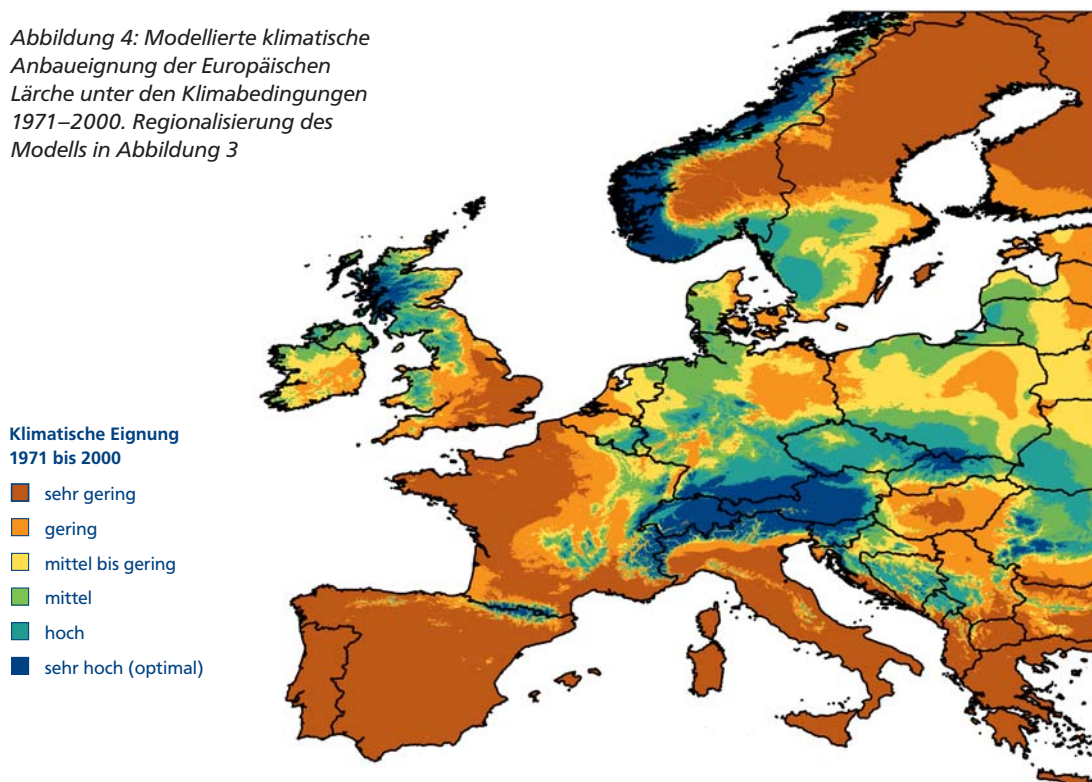 Abbildung 4: Modellierte klimatische
Anbaueignung der Europäischen
Lärche unter den Klimabedingungen
1971–2000. Regionalisierung des
Modells in Abbildung 3
Klimatische Eignung
1971 bis 2000
sehr gering
gering
mittel bis gering
mittel
hoch
sehr hoch (optimal)